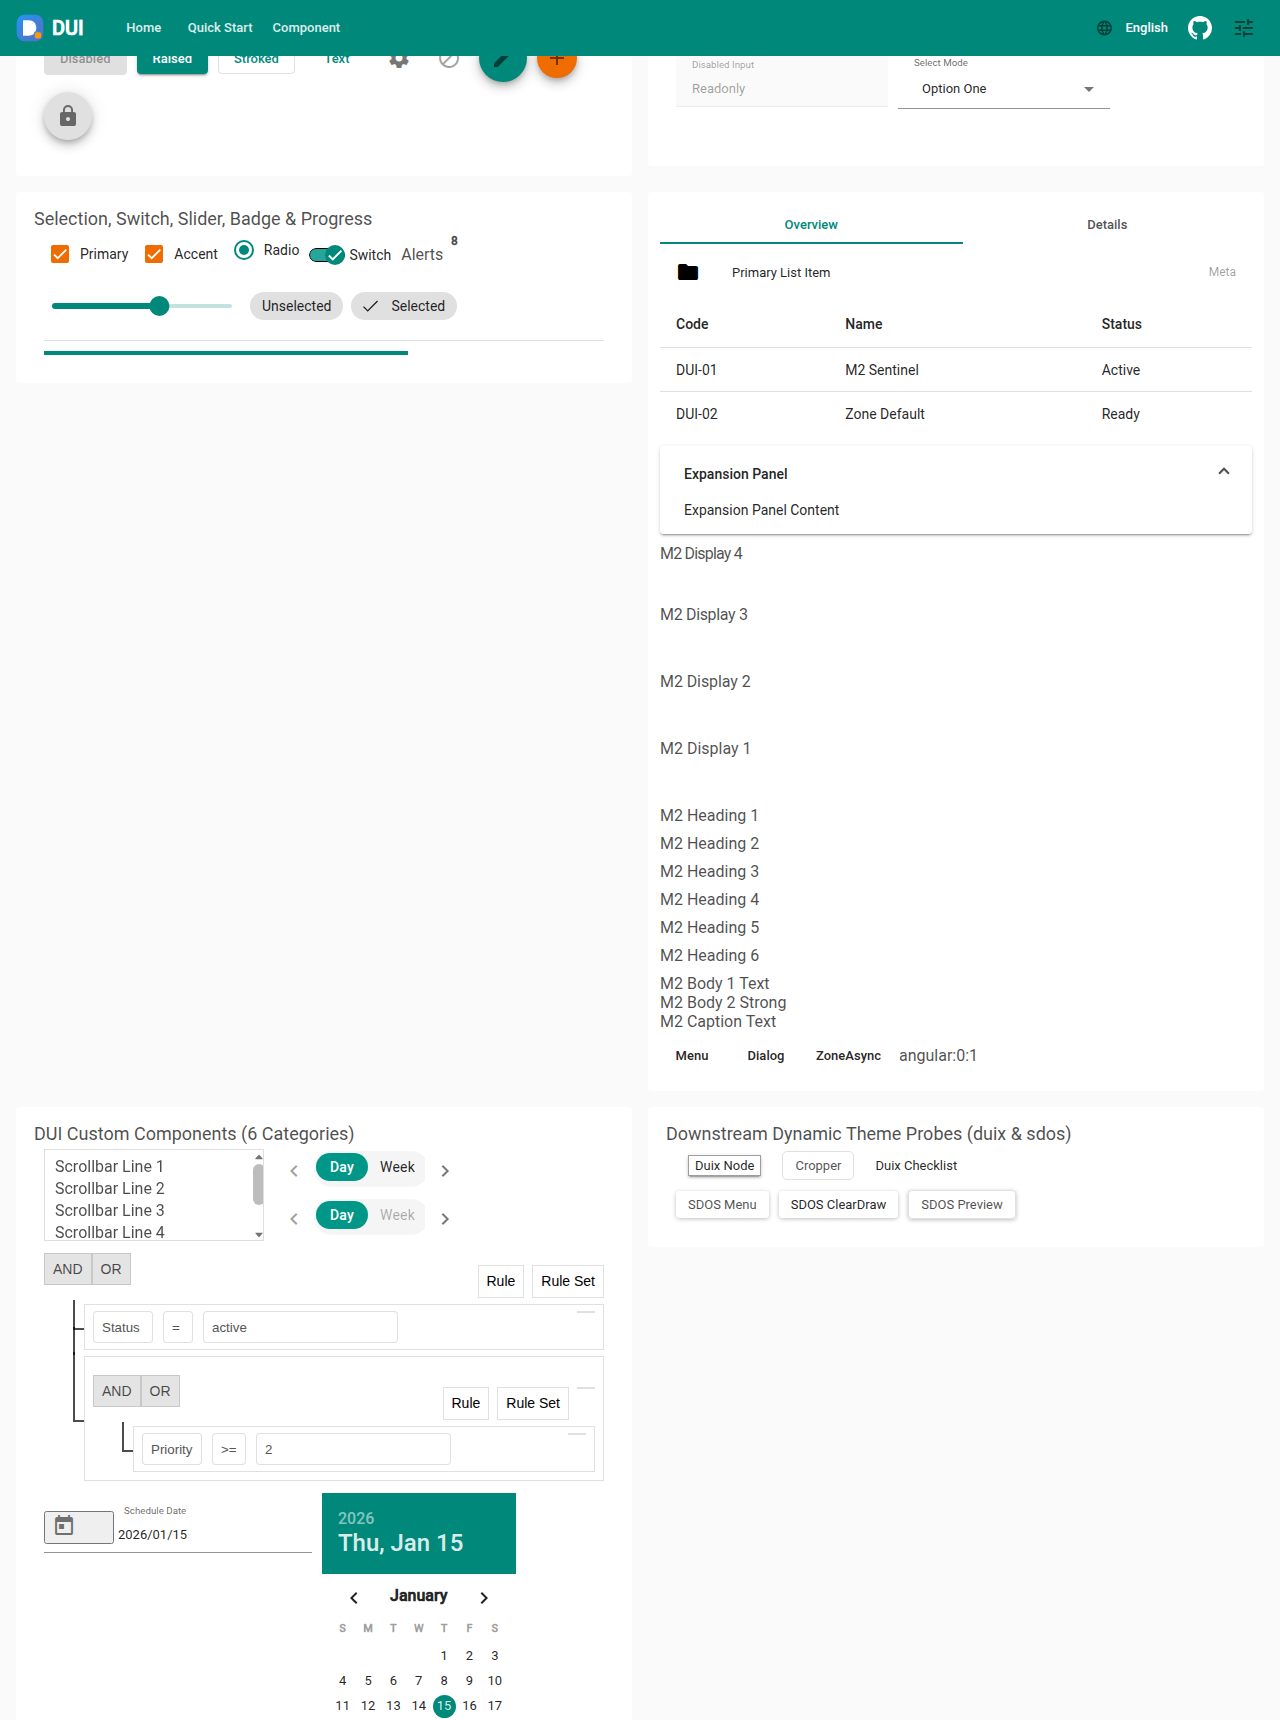 DUI Home Quick Start Component English
Disabled Raised Stroked Text
Disabled Input
Readonly
Select Mode
Option One
Selection, Switch, Slider, Badge & Progress
Primary Accent Radio Switch Alerts 8
Unselected Selected
Overview Details
Primary List Item Meta
Code Name Status
DUI-01 M2 Sentinel Active
DUI-02 Zone Default Ready
Expansion Panel
Expansion Panel Content
M2 Display 4
M2 Display 3
M2 Display 2
M2 Display 1
M2 Heading 1
M2 Heading 2
M2 Heading 3
M2 Heading 4
M2 Heading 5
M2 Heading 6
M2 Body 1 Text
M2 Body 2 Strong
M2 Caption Text
Menu Dialog ZoneAsync angular:0:1
DUI Custom Components (6 Categories)
Scrollbar Line 1
Scrollbar Line 2
Scrollbar Line 3
Scrollbar Line 4
Day Week
Day Week
AND OR
Rule Rule Set
Status = active
AND OR
Rule Rule Set
Priority >= 2
Schedule Date
2026/01/15
2026
Thu, Jan 15
January
S M T W T F S
1 2 3
4 5 6 7 8 9 10
11 12 13 14 15 16 17
Downstream Dynamic Theme Probes (duix & sdos)
Duix Node Cropper Duix Checklist
SDOS Menu SDOS ClearDraw SDOS Preview